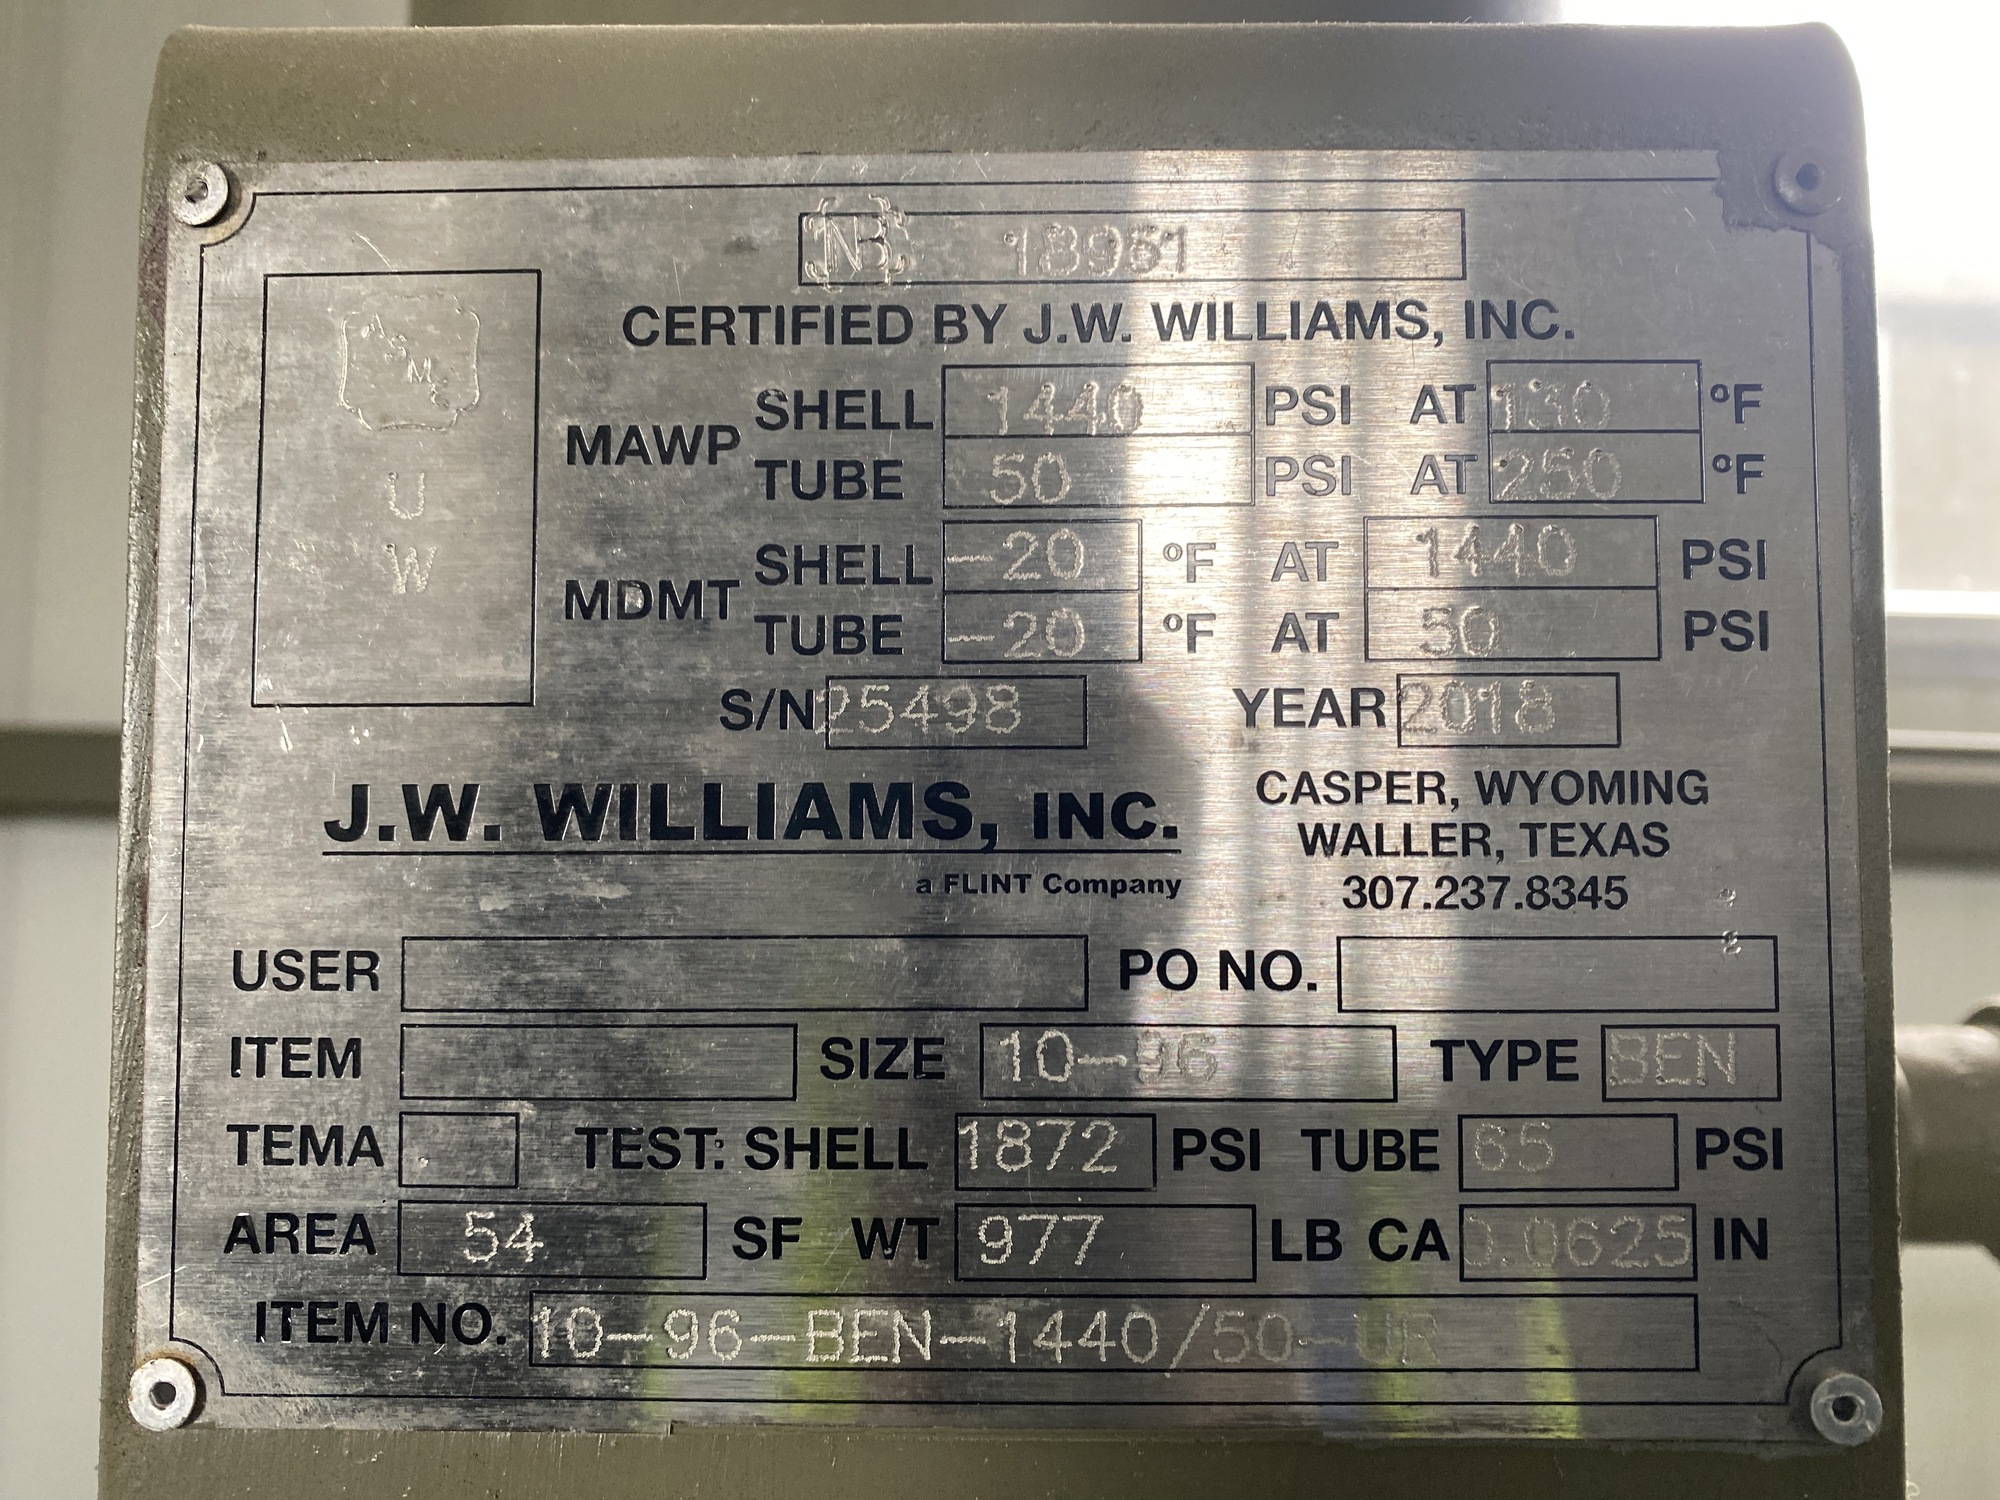 NB 18961
CERTIFIED BY J.W. WILLIAMS, INC.
ASME
U
W
MAWP SHELL 1440 PSI AT 130 °F
TUBE 50 PSI AT 250 °F
MDMT SHELL -20 °F AT 1440 PSI
TUBE -20 °F AT 50 PSI
S/N 25498 YEAR 2018
J.W. WILLIAMS, INC.
a FLINT Company
CASPER, WYOMING
WALLER, TEXAS
307.237.8345
USER PO NO.
ITEM SIZE 10-96 TYPE BEN
TEMA TEST: SHELL 1872 PSI TUBE 65 PSI
AREA 54 SF WT 977 LB CA 0.0625 IN
ITEM NO. 10-96-BEN-1440/50-UR